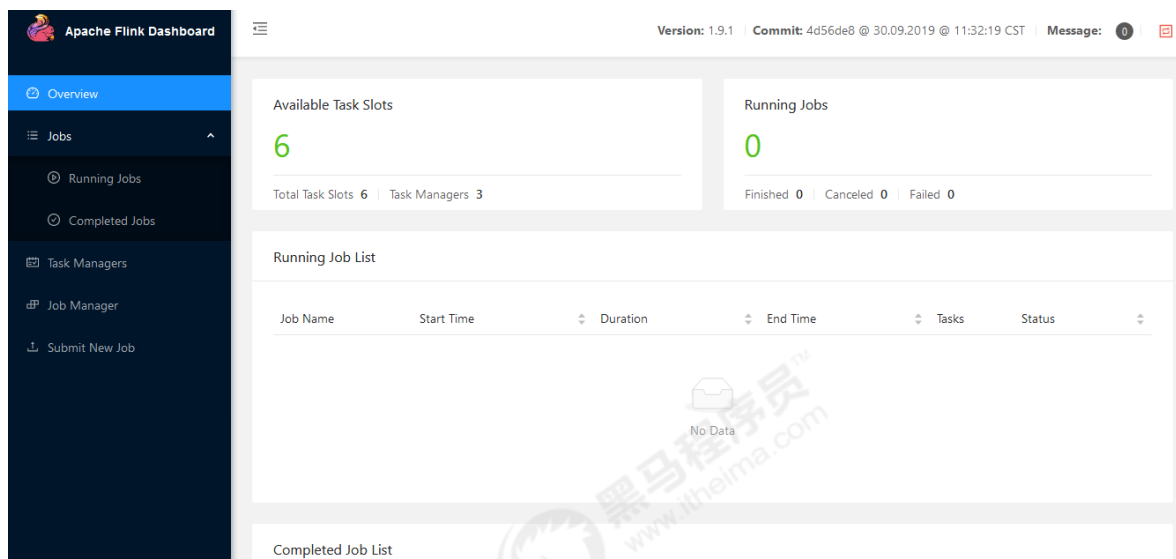 Apache Flink Dashboard
Version: 1.9.1 Commit: 4d56de8 @ 30.09.2019 @ 11:32:19 CST Message: 0
Overview
Jobs
Running Jobs
Completed Jobs
Task Managers
Job Manager
Submit New Job
Available Task Slots
6
Total Task Slots 6 Task Managers 3
Running Jobs
0
Finished 0 Canceled 0 Failed 0
Running Job List
Job Name Start Time Duration End Time Tasks Status
No Data
黑马程序员™
www.itheima.com
Completed Job List